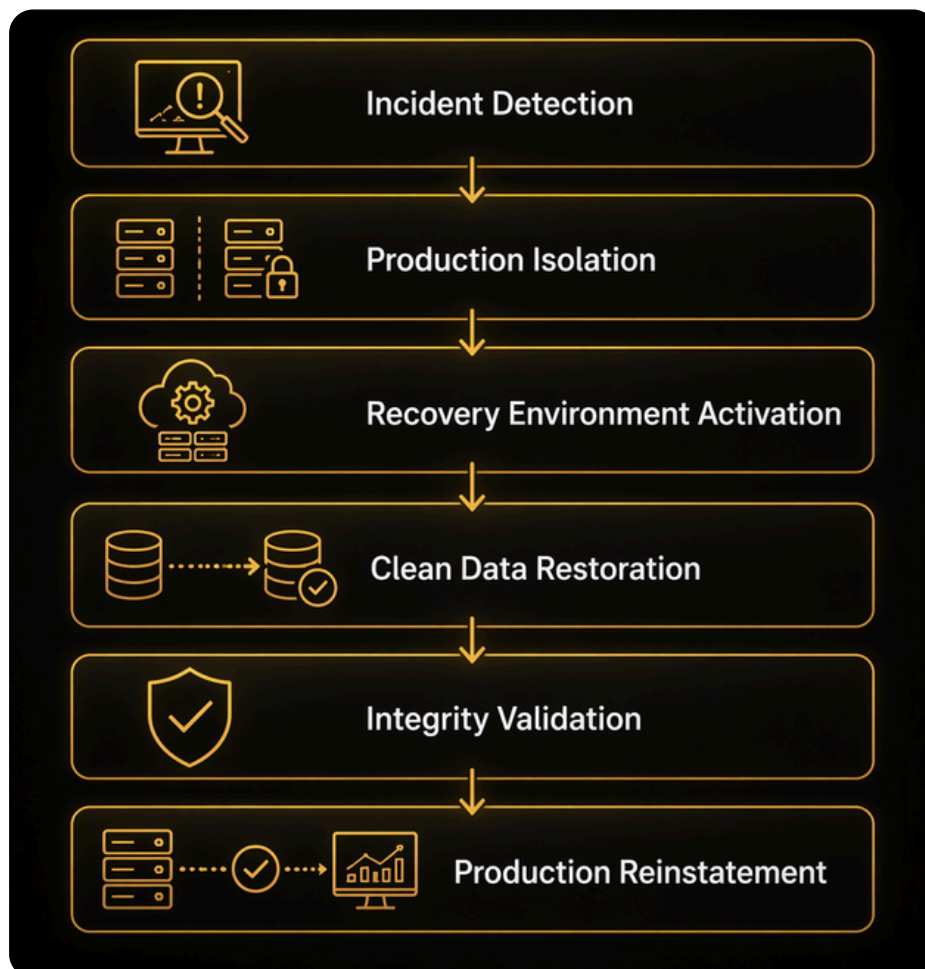 Incident Detection
Production Isolation
Recovery Environment Activation
Clean Data Restoration
Integrity Validation
Production Reinstatement